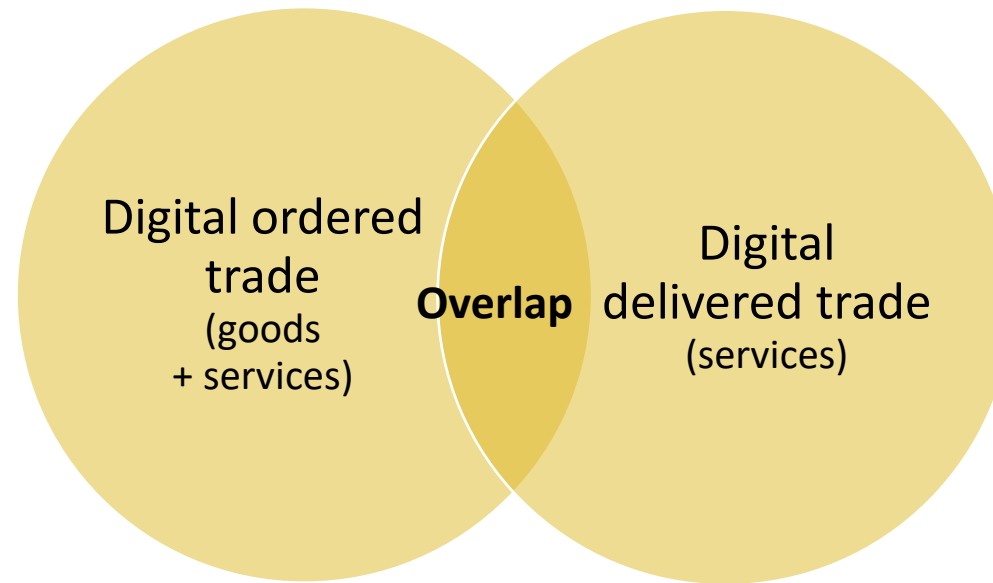 Digital ordered
trade
(goods
+ services)
Overlap
Digital
delivered trade
(services)